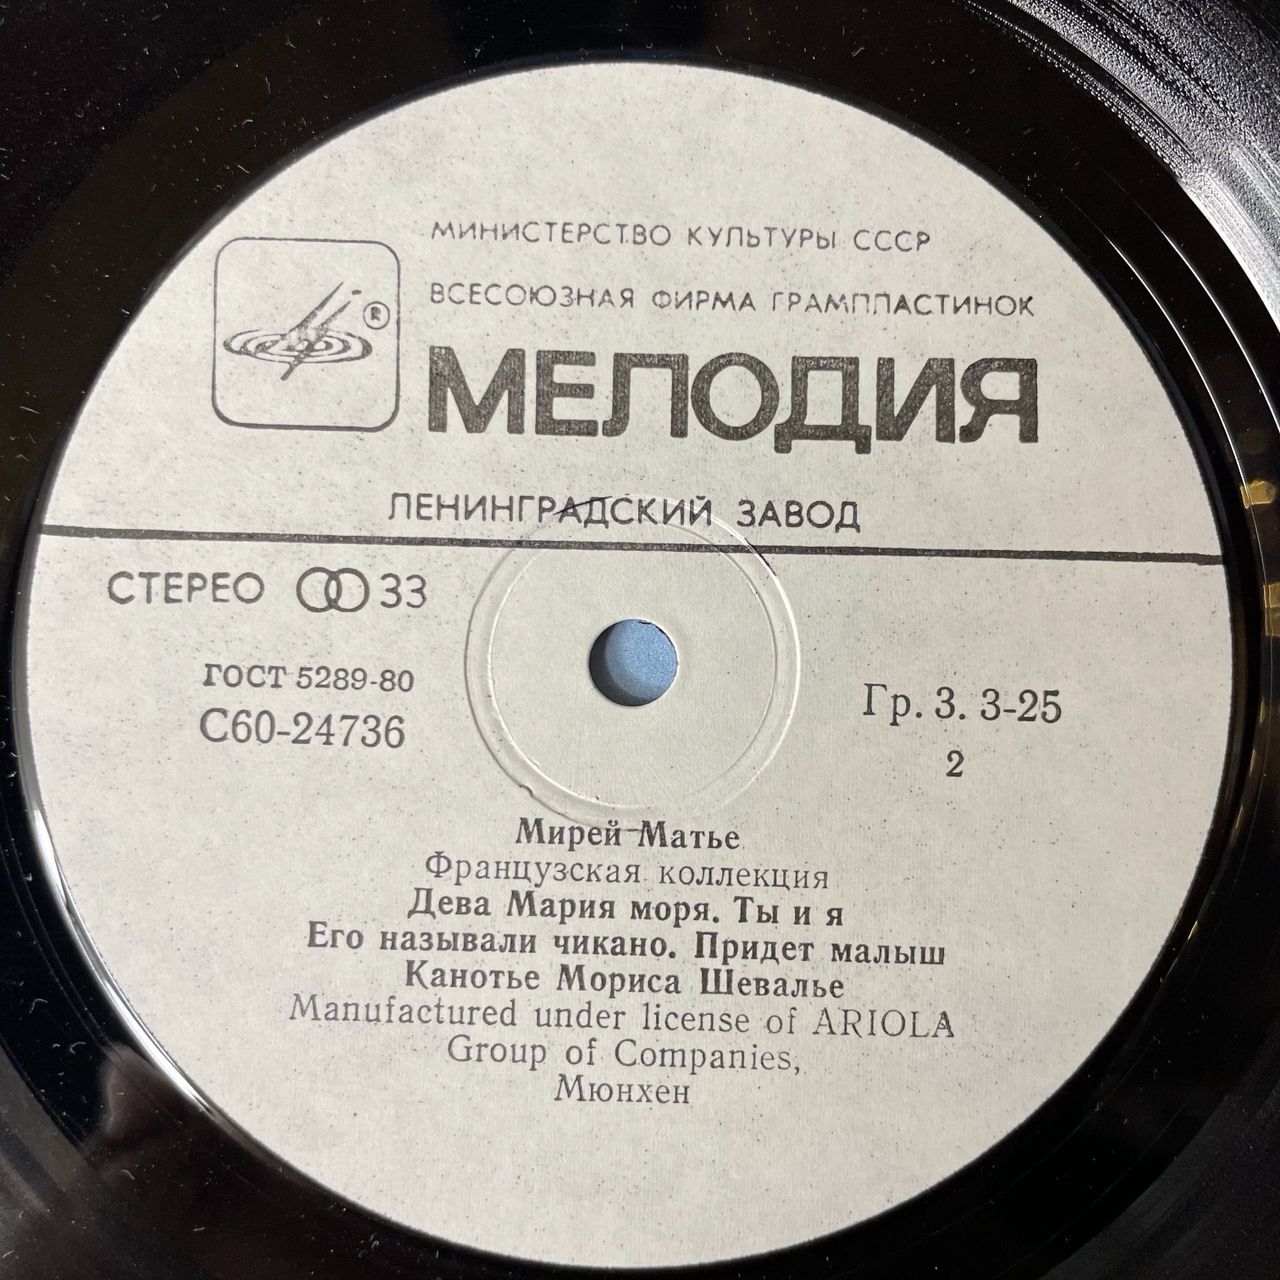 МИНИСТЕРСТВО КУЛЬТУРЫ СССР
ВСЕСОЮЗНАЯ ФИРМА ГРАМПЛАСТИНОК
®
МЕЛОДИЯ
ЛЕНИНГРАДСКИЙ ЗАВОД
СТЕРЕО 33
ГОСТ 5289-80
С60-24736
Гр. 3. 3-25
2
Мирей Матье
Французская коллекция
Дева Мария моря. Ты и я
Его называли чикано. Придет малыш
Канотье Мориса Шевалье
Manufactured under license of ARIOLA
Group of Companies,
Мюнхен